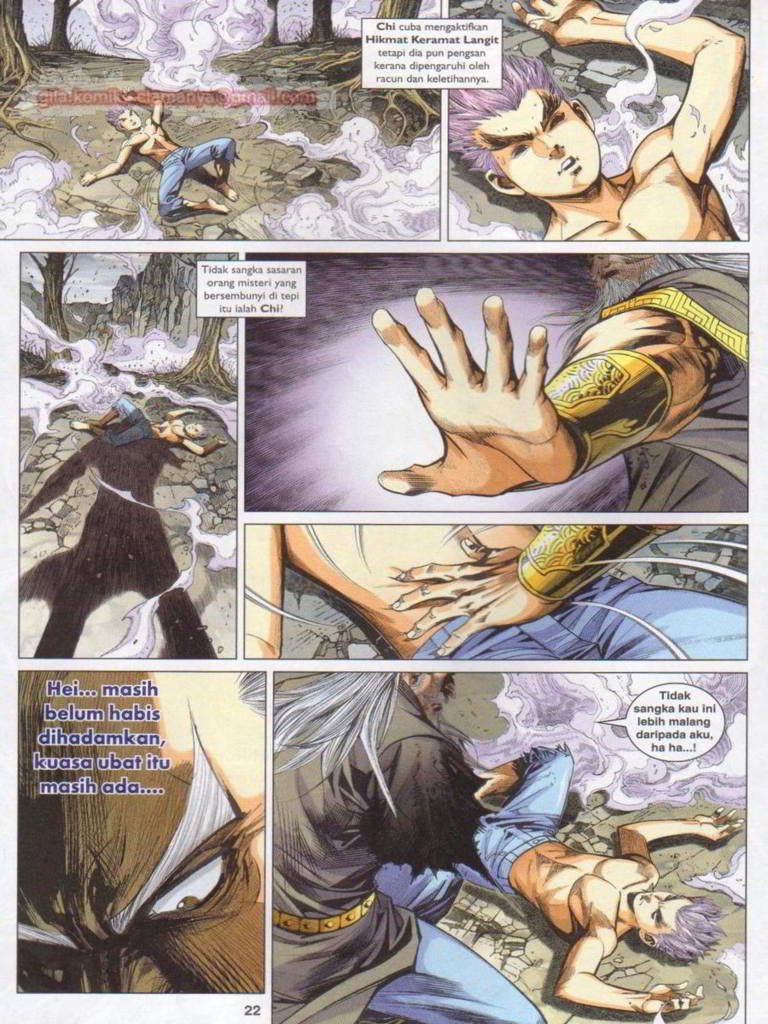 Chi cuba mengaktifkan
Hikmat Keramat Langit
tetapi dia pun pengsan
kerana dipengaruhi oleh
racun dan keletihannya.
Tidak sangka sasaran
orang misteri yang
bersembunyi di tepi
itu ialah Chi?
Hei... masih
belum habis
dihadamkan,
kuasa ubat itu
masih ada....
Tidak
sangka kau ini
lebih malang
daripada aku,
ha ha...!
22